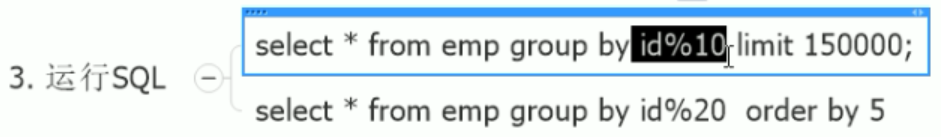 select * from emp group by id%10 limit 150000;
3. 运行SQL
select * from emp group by id%20 order by 5